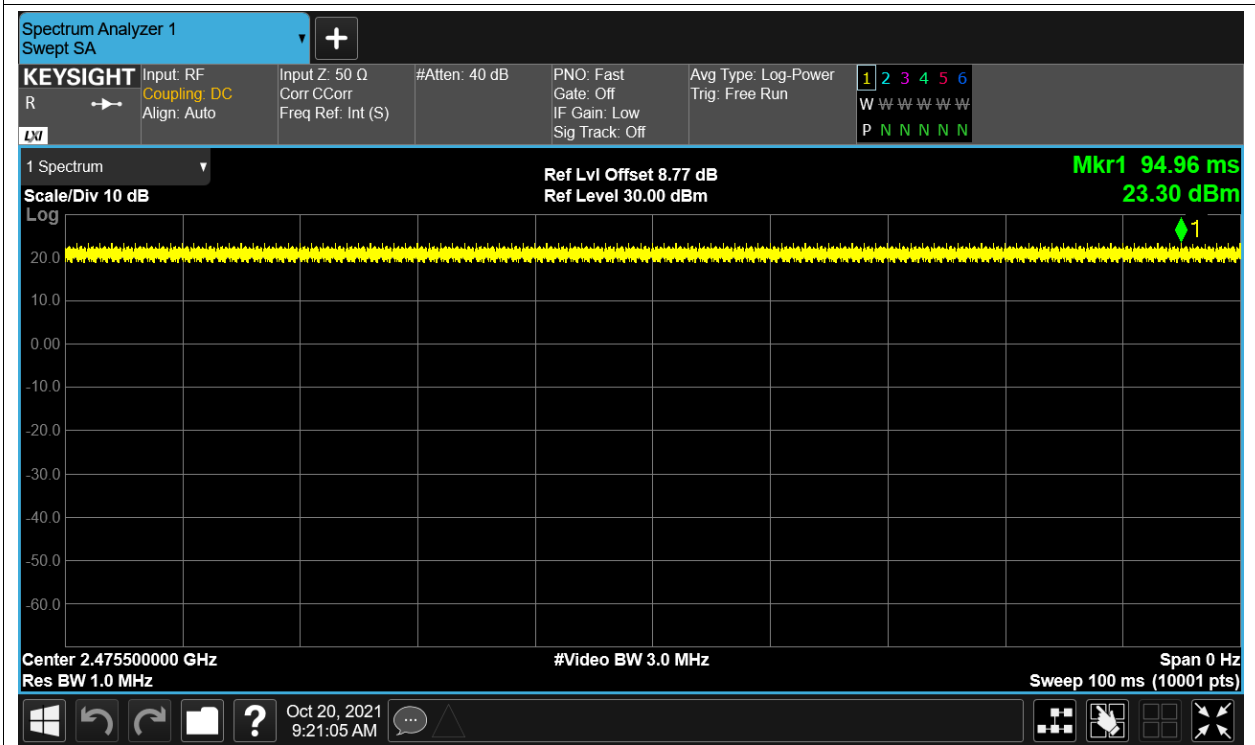 Spectrum Analyzer 1
Swept SA
KEYSIGHT Input: RF Input Z: 50 Ω #Atten: 40 dB PNO: Fast Avg Type: Log-Power 1 2 3 4 5 6
R Coupling: DC Corr CCorr Gate: Off Trig: Free Run W W W W W W
Align: Auto Freq Ref: Int (S) IF Gain: Low
LXI Sig Track: Off P N N N N N
1 Spectrum Ref Lvl Offset 8.77 dB Mkr1 94.96 ms
Scale/Div 10 dB Ref Level 30.00 dBm 23.30 dBm
Log
1
20.0
10.0
0.00
-10.0
-20.0
-30.0
-40.0
-50.0
-60.0
Center 2.475500000 GHz #Video BW 3.0 MHz Span 0 Hz
Res BW 1.0 MHz Sweep 100 ms (10001 pts)
? Oct 20, 2021
9:21:05 AM